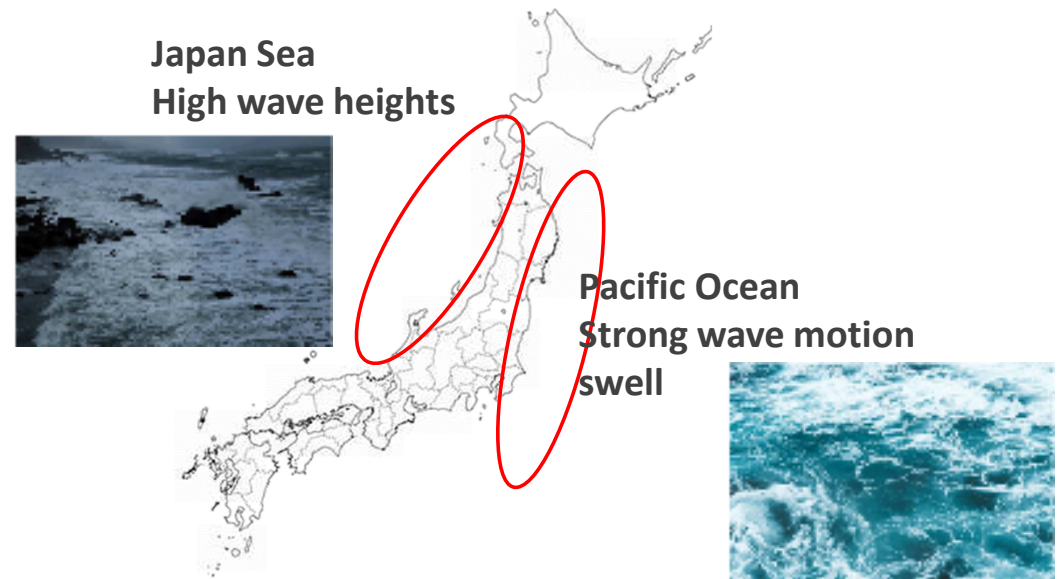 Japan Sea
High wave heights
Pacific Ocean
Strong wave motion
swell